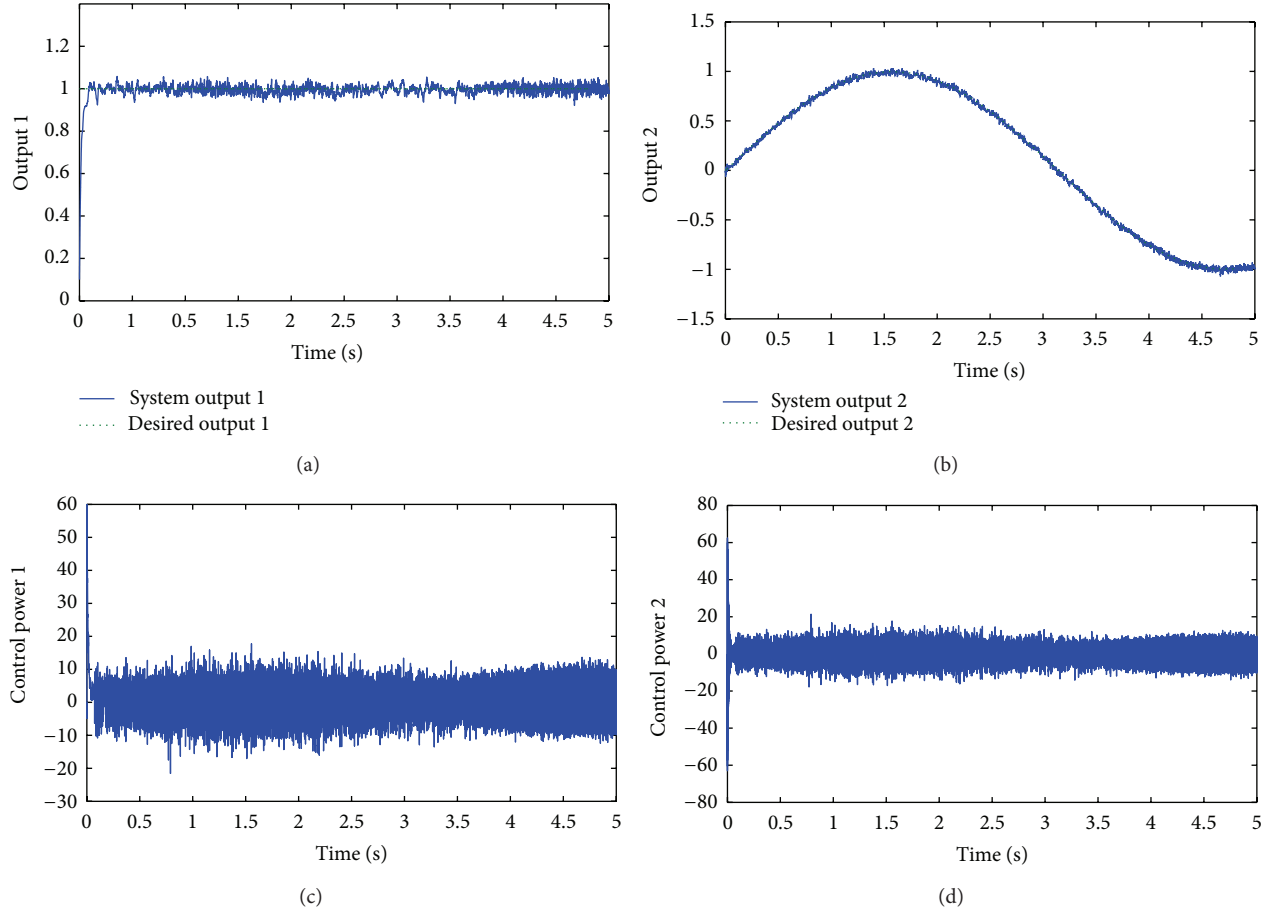 1.2
1
0.8
0.6
0.4
0.2
0
Output 1
0 1 0.5 1.5 2 2.5 3 3.5 4 4.5 5
Time (s)
System output 1
Desired output 1
(a)
1.5
1
0.5
0
−0.5
−1
−1.5
Output 2
0 0.5 1 1.5 2 2.5 3 3.5 4 4.5 5
Time (s)
System output 2
Desired output 2
(b)
60
50
40
30
20
10
0
−10
−20
−30
Control power 1
0 0.5 1 1.5 2 2.5 3 3.5 4 4.5 5
Time (s)
(c)
80
60
40
20
0
−20
−40
−60
−80
Control power 2
0 0.5 1 1.5 2 2.5 3 3.5 4 4.5 5
Time (s)
(d)